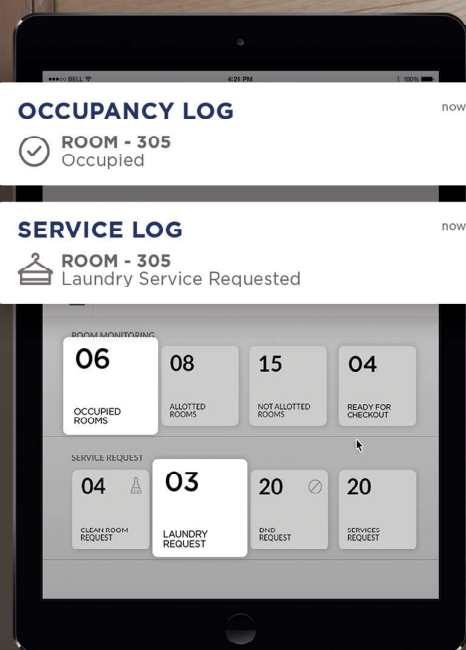 BELL 4:21 PM 100%
OCCUPANCY LOG now
ROOM - 305
Occupied
SERVICE LOG now
ROOM - 305
Laundry Service Requested
ROOM MONITORING
06 08 15 04
OCCUPIED ROOMS
ALLOTTED ROOMS
NOT ALLOTTED ROOMS
READY FOR CHECKOUT
SERVICE REQUEST
04 03 20 20
CLEAN ROOM REQUEST
LAUNDRY REQUEST
DND REQUEST
SERVICES REQUEST